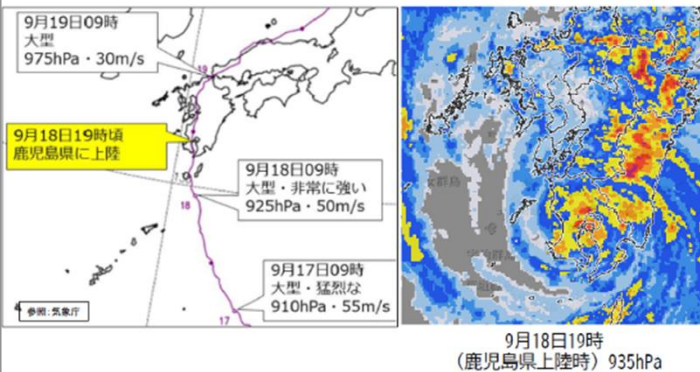 9月19日09時
大型
975hPa・30m/s
19
9月18日19時頃
鹿児島県に上陸
9月18日09時
大型・非常に強い
925hPa・50m/s
18
9月17日09時
大型・猛烈な
910hPa・55m/s
17
参照:気象庁
女群島
9月18日19時
(鹿児島県上陸時) 935hPa